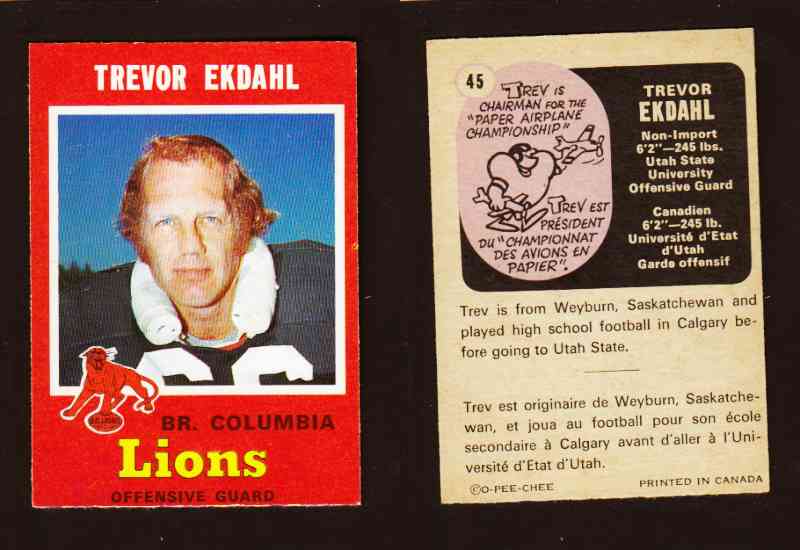 TREVOR EKDAHL
B.C. LIONS
BR. COLUMBIA
Lions
OFFENSIVE GUARD
45
TREV IS
CHAIRMAN FOR THE
"PAPER AIRPLANE
CHAMPIONSHIP"
TREV EST
PRÉSIDENT
DU "CHAMPIONNAT
DES AVIONS EN
PAPIER".
TREVOR
EKDAHL
Non-Import
6'2"—245 lbs.
Utah State
University
Offensive Guard
Canadien
6'2"—245 lb.
Université d'Etat
d'Utah
Garde offensif
Trev is from Weyburn, Saskatchewan and
played high school football in Calgary be-
fore going to Utah State.
Trev est originaire de Weyburn, Saskatche-
wan, et joua au football pour son école
secondaire à Calgary avant d'aller à l'Uni-
versité d'Etat d'Utah.
©O-PEE-CHEE
PRINTED IN CANADA